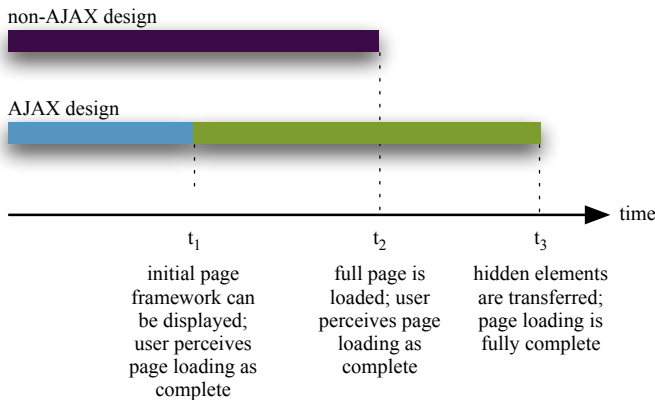 non-AJAX design
AJAX design
time
t1
t2
t3
initial page
framework can
be displayed;
user perceives
page loading as
complete
full page is
loaded; user
perceives page
loading as
complete
hidden elements
are transferred;
page loading is
fully complete